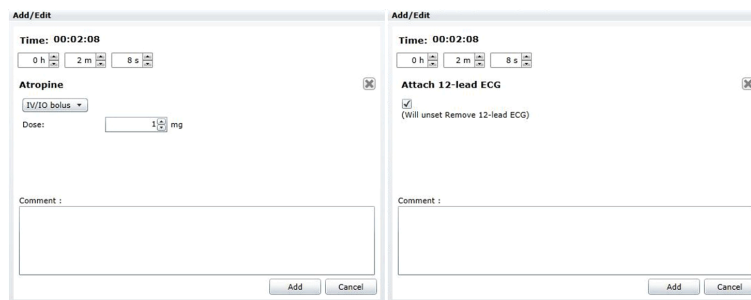 Add/Edit
Time: 00:02:08
0 h 2 m 8 s
Atropine
IV/IO bolus
Dose: 1 mg
Comment :
Add Cancel
Add/Edit
Time: 00:02:08
0 h 2 m 8 s
Attach 12-lead ECG
(Will unset Remove 12-lead ECG)
Comment :
Add Cancel